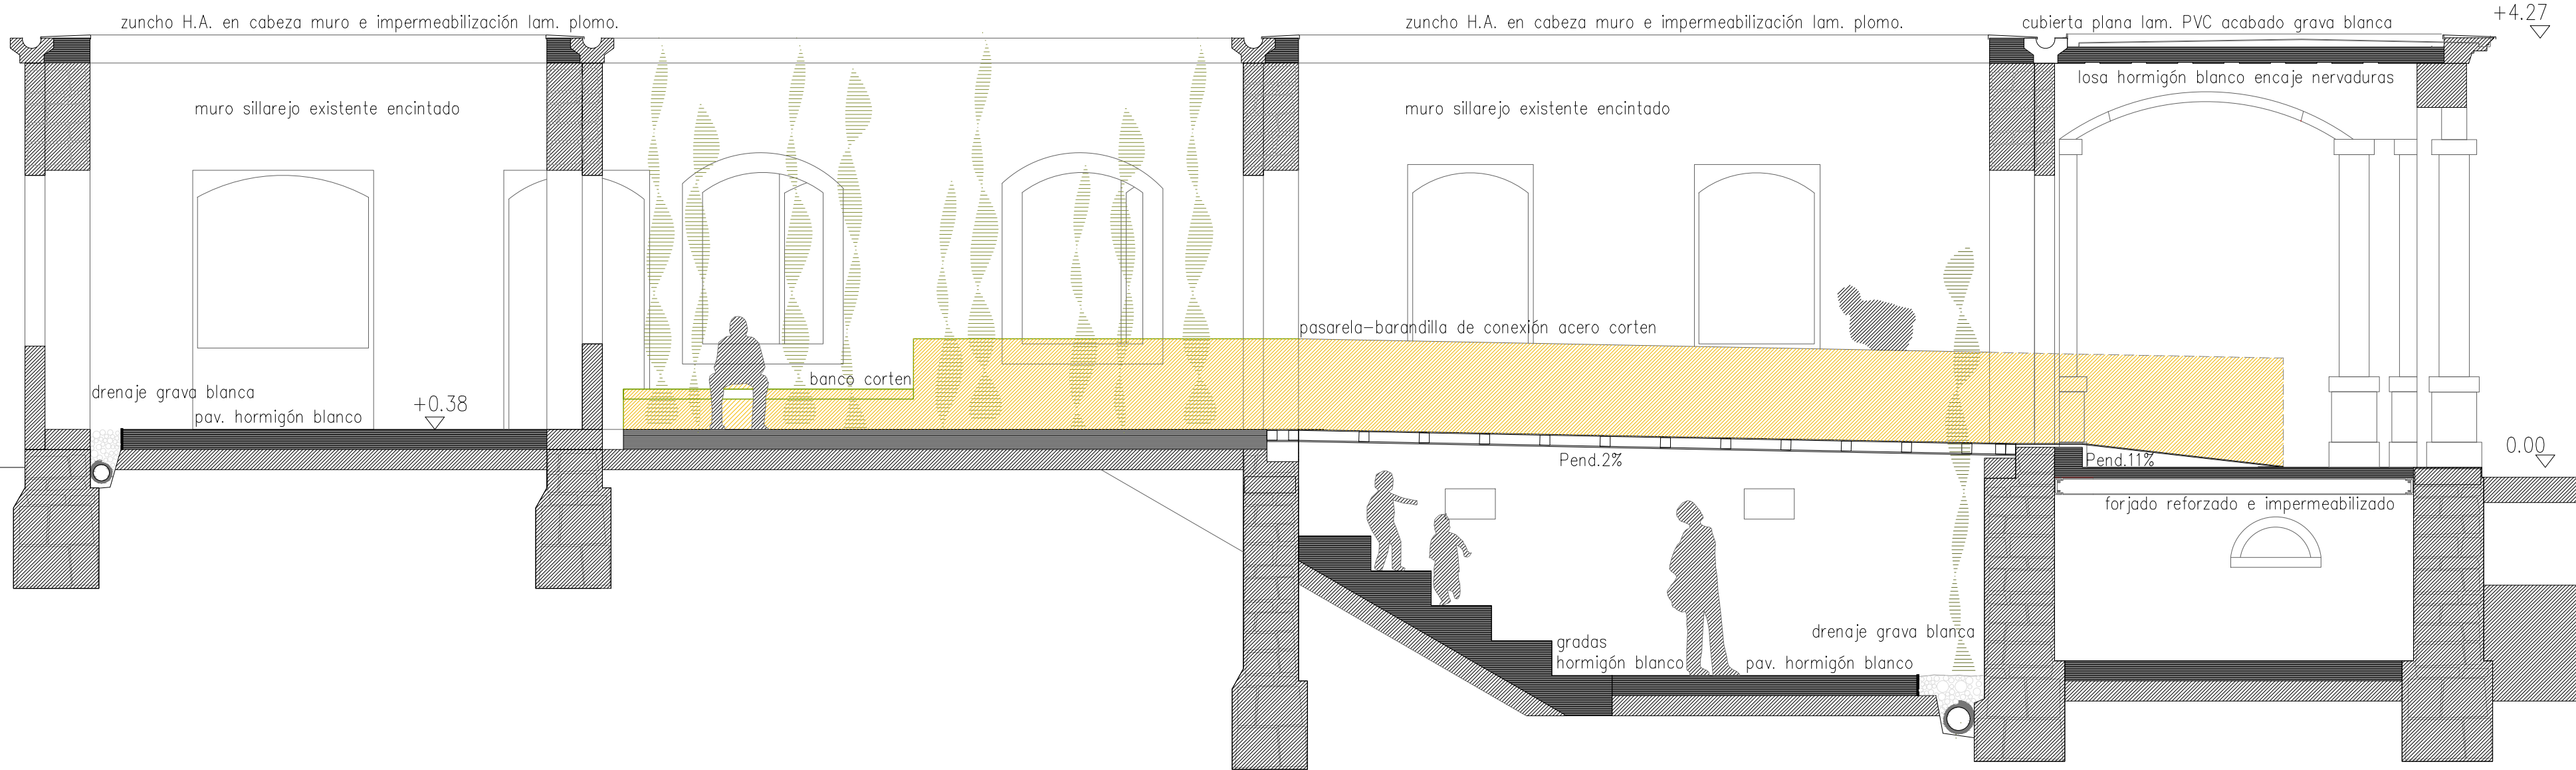 zuncho H.A. en cabeza muro e impermeabilización lam. plomo.
zuncho H.A. en cabeza muro e impermeabilización lam. plomo.
cubierta plana lam. PVC acabado grava blanca
+4.27
losa hormigón blanco encaje nervaduras
muro sillarejo existente encintado
muro sillarejo existente encintado
pasarela-barandilla de conexión acero corten
banco corten
drenaje grava blanca
+0.38
pav. hormigón blanco
0.00
Pend.2%
Pend.11%
forjado reforzado e impermeabilizado
drenaje grava blanca
gradas
hormigón blanco
pav. hormigón blanco